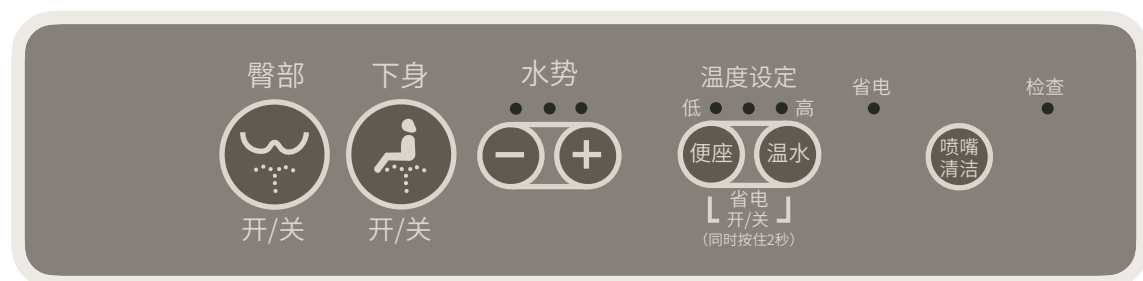 臀部
开/关
下身
开/关
水势
温度设定
低 高
便座 温水
省电
开/关
（同时按住2秒）
省电
喷嘴
清洁
检查